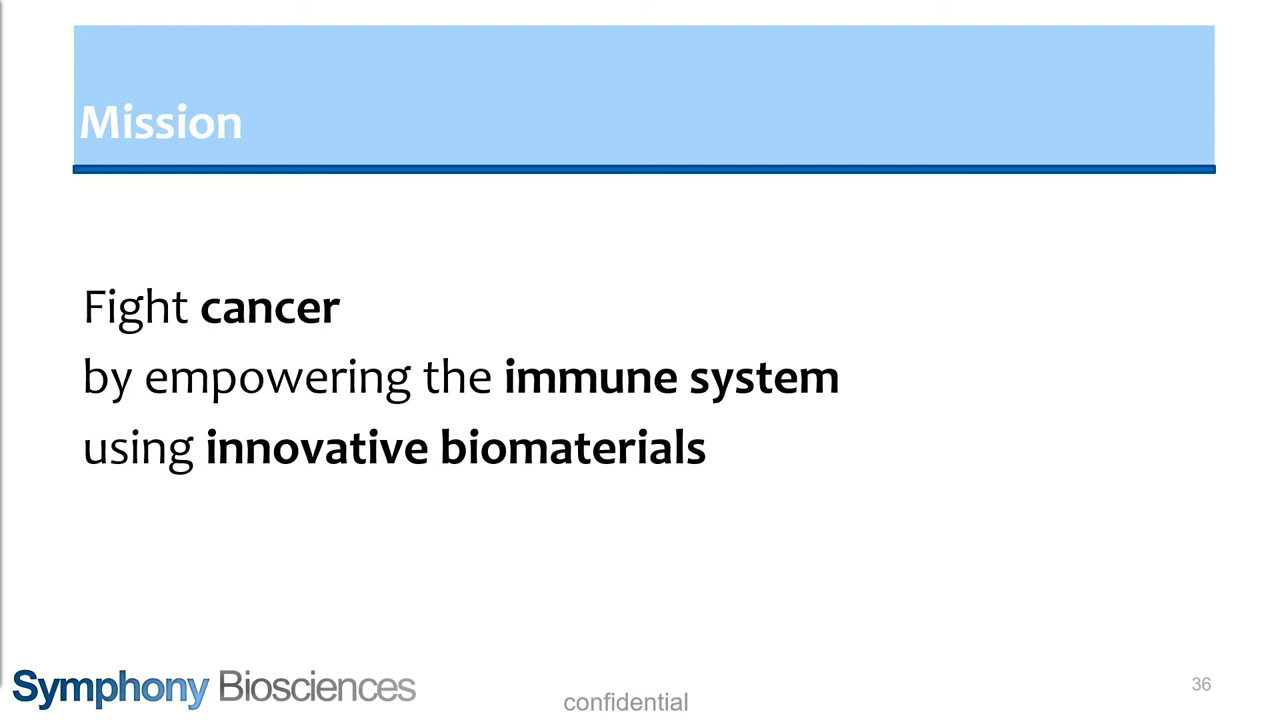 Mission
Fight cancer
by empowering the immune system
using innovative biomaterials
Symphony Biosciences
confidential
36